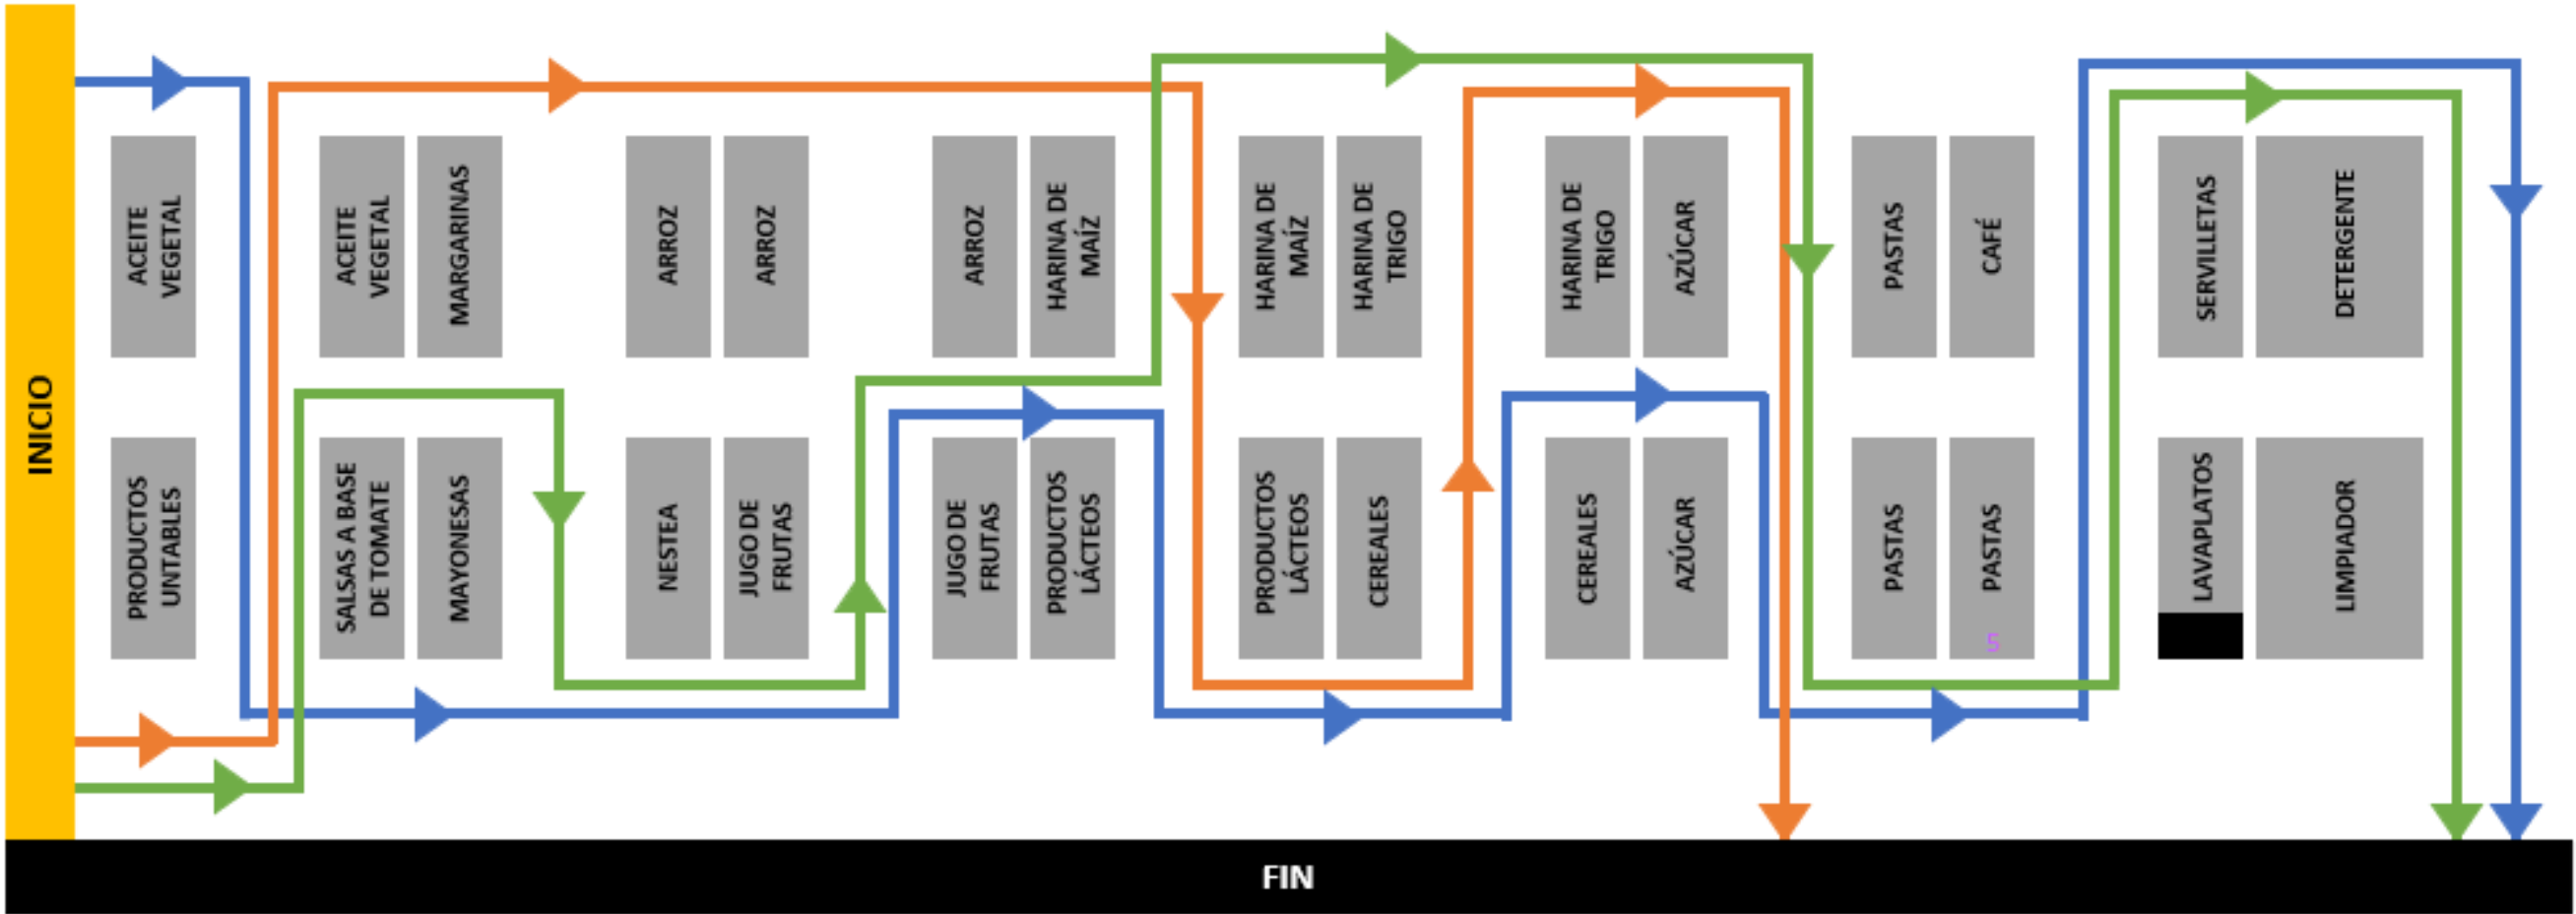 INICIO
ACEITE
VEGETAL
ACEITE
VEGETAL
MARGARINAS
ARROZ
ARROZ
ARROZ
HARINA DE
MAÍZ
HARINA DE
MAÍZ
HARINA DE
TRIGO
HARINA DE
TRIGO
AZÚCAR
PASTAS
CAFÉ
SERVILLETAS
DETERGENTE
PRODUCTOS
UNTABLES
SALSAS A BASE
DE TOMATE
MAYONESAS
NESTEA
JUGO DE
FRUTAS
JUGO DE
FRUTAS
PRODUCTOS
LÁCTEOS
PRODUCTOS
LÁCTEOS
CEREALES
CEREALES
AZÚCAR
PASTAS
PASTAS
5
LAVAPLATOS
LIMPIADOR
FIN